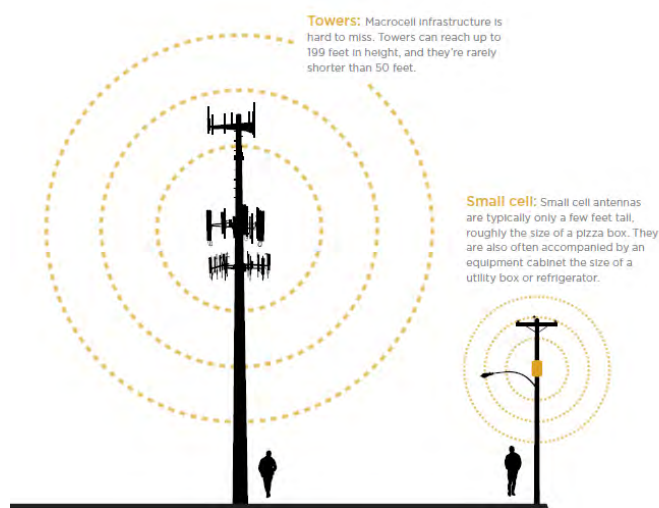 Towers: Macrocell infrastructure is
hard to miss. Towers can reach up to
199 feet in height, and they're rarely
shorter than 50 feet.
Small cell: Small cell antennas
are typically only a few feet tall,
roughly the size of a pizza box. They
are also often accompanied by an
equipment cabinet the size of a
utility box or refrigerator.